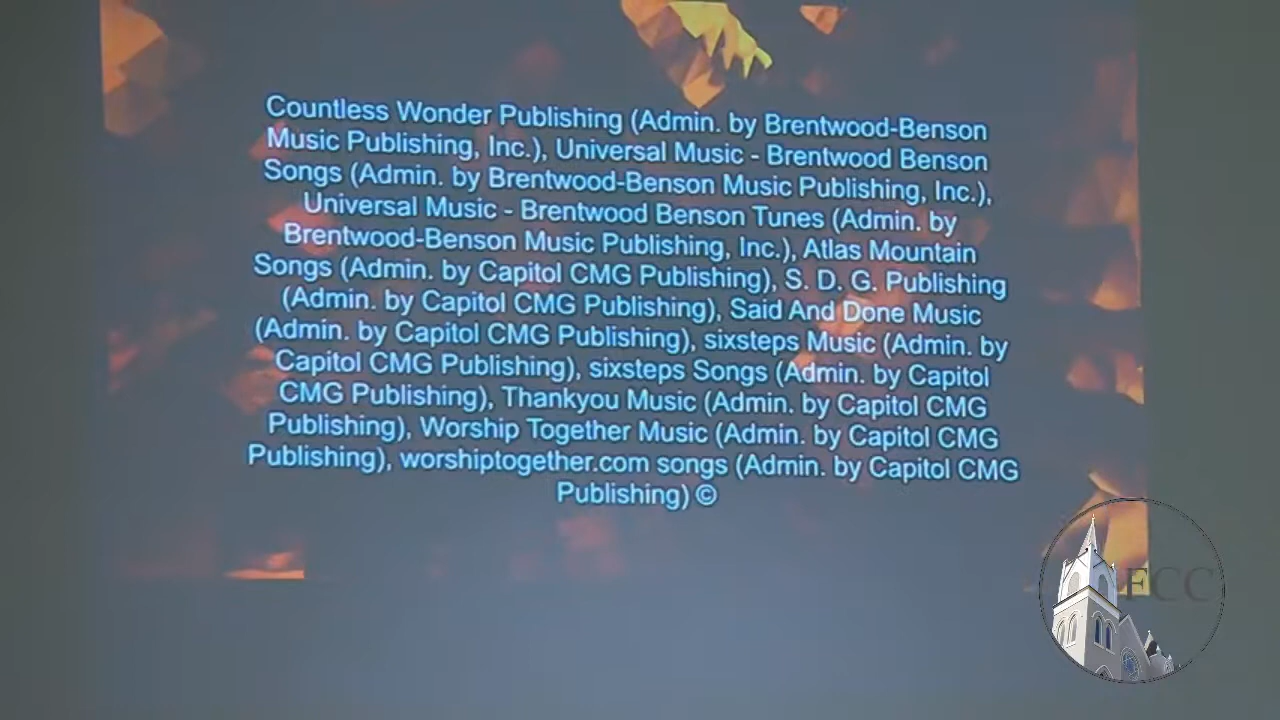 Countless Wonder Publishing (Admin. by Brentwood-Benson
Music Publishing, Inc.), Universal Music - Brentwood Benson
Songs (Admin. by Brentwood-Benson Music Publishing, Inc.),
Universal Music - Brentwood Benson Tunes (Admin. by
Brentwood-Benson Music Publishing, Inc.), Atlas Mountain
Songs (Admin. by Capitol CMG Publishing), S. D. G. Publishing
(Admin. by Capitol CMG Publishing), Said And Done Music
(Admin. by Capitol CMG Publishing), sixsteps Music (Admin. by
Capitol CMG Publishing), sixsteps Songs (Admin. by Capitol
CMG Publishing), Thankyou Music (Admin. by Capitol CMG
Publishing), Worship Together Music (Admin. by Capitol CMG
Publishing), worshiptogether.com songs (Admin. by Capitol CMG
Publishing) ©
FCC